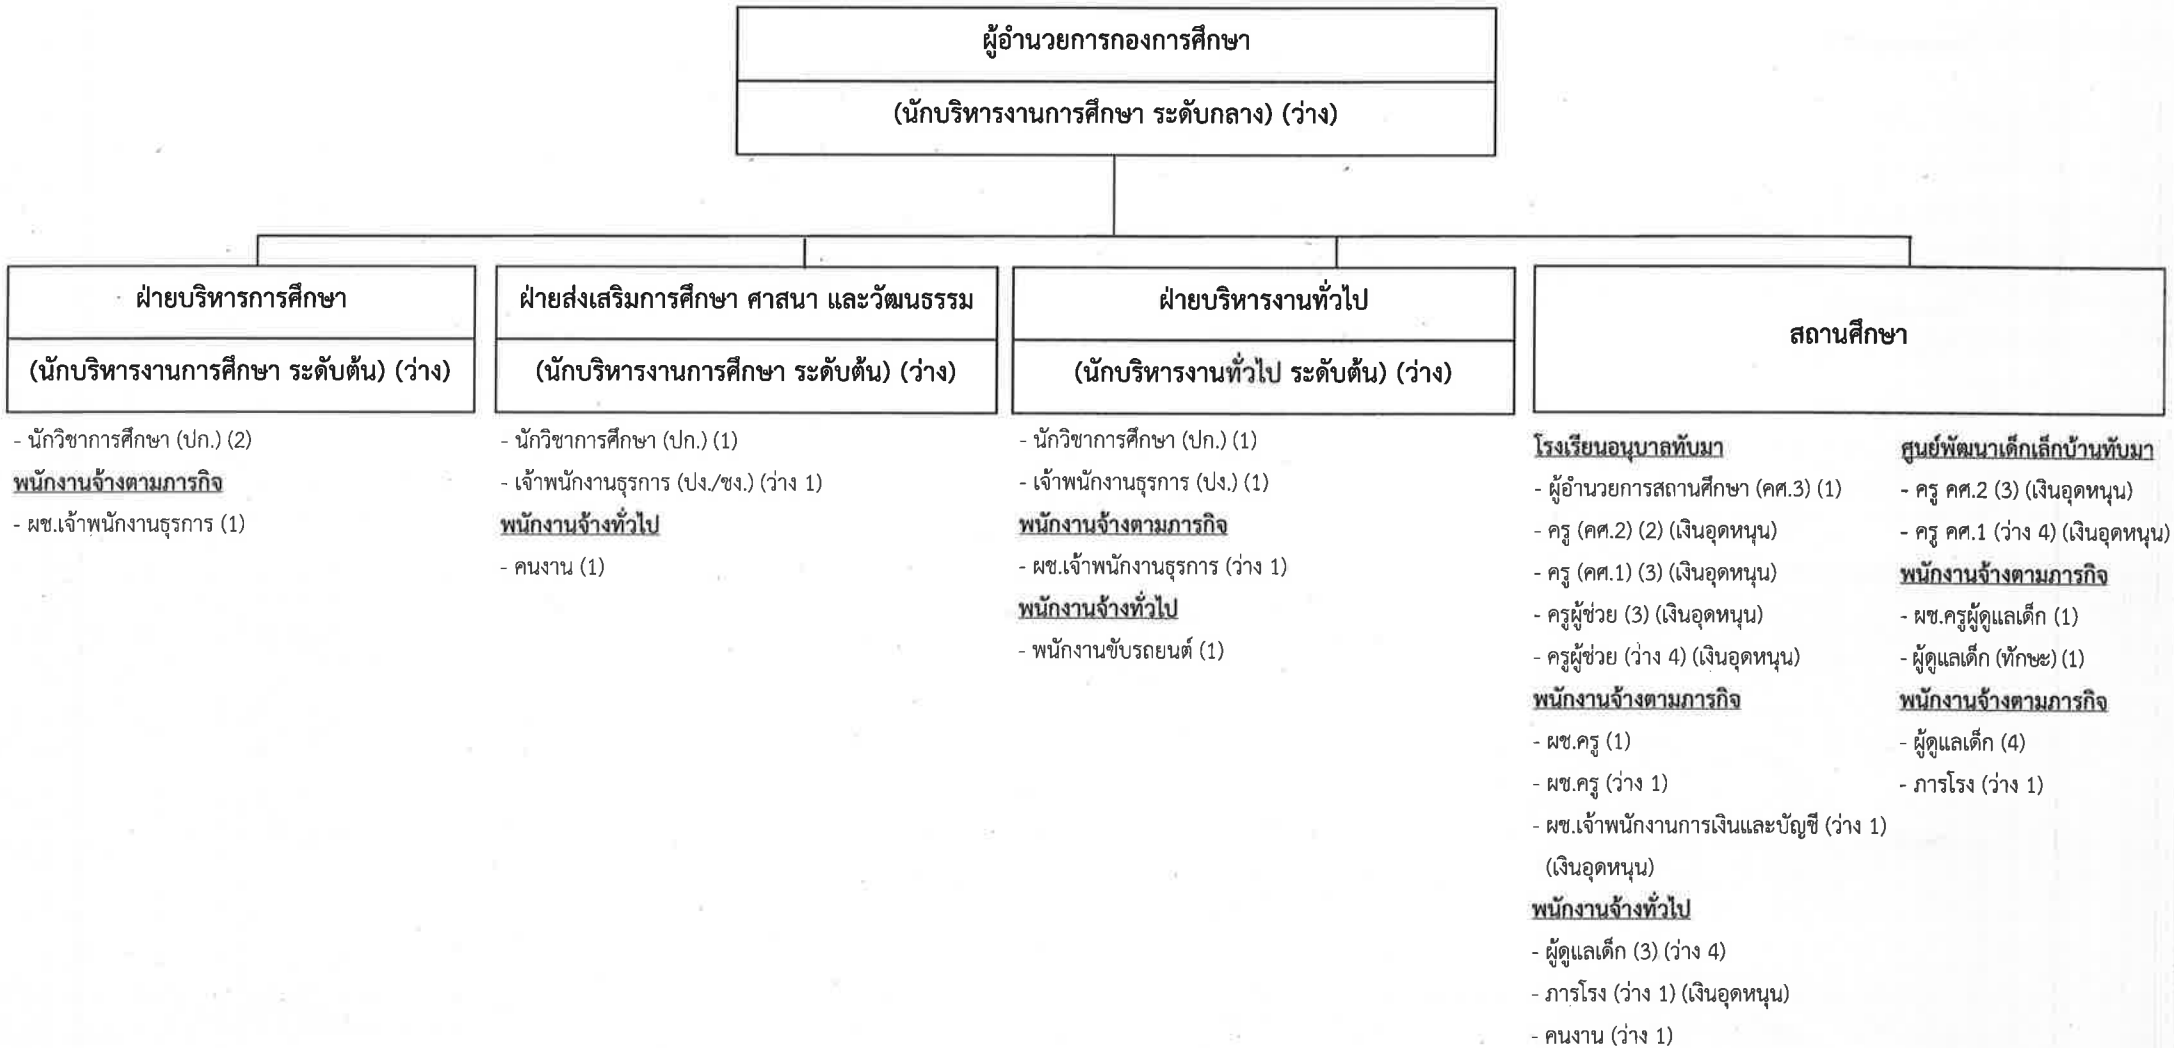 ผู้อำนวยการกองการศึกษา
(นักบริหารงานการศึกษา ระดับกลาง) (ว่าง)
ฝ่ายบริหารการศึกษา
(นักบริหารงานการศึกษา ระดับต้น) (ว่าง)
- นักวิชาการศึกษา (ปก.) (2)
พนักงานจ้างตามภารกิจ
- ผช.เจ้าพนักงานธุรการ (1)
ฝ่ายส่งเสริมการศึกษา ศาสนา และวัฒนธรรม
(นักบริหารงานการศึกษา ระดับต้น) (ว่าง)
- นักวิชาการศึกษา (ปก.) (1)
- เจ้าพนักงานธุรการ (ปง./ชง.) (ว่าง 1)
พนักงานจ้างทั่วไป
- คนงาน (1)
ฝ่ายบริหารงานทั่วไป
(นักบริหารงานทั่วไป ระดับต้น) (ว่าง)
- นักวิชาการศึกษา (ปก.) (1)
- เจ้าพนักงานธุรการ (ปง.) (1)
พนักงานจ้างตามภารกิจ
- ผช.เจ้าพนักงานธุรการ (ว่าง 1)
พนักงานจ้างทั่วไป
- พนักงานขับรถยนต์ (1)
สถานศึกษา
โรงเรียนอนุบาลทับมา
- ผู้อำนวยการสถานศึกษา (คศ.3) (1)
- ครู (คศ.2) (2) (เงินอุดหนุน)
- ครู (คศ.1) (3) (เงินอุดหนุน)
- ครูผู้ช่วย (3) (เงินอุดหนุน)
- ครูผู้ช่วย (ว่าง 4) (เงินอุดหนุน)
พนักงานจ้างตามภารกิจ
- ผช.ครู (1)
- ผช.ครู (ว่าง 1)
- ผช.เจ้าพนักงานการเงินและบัญชี (ว่าง 1)
(เงินอุดหนุน)
พนักงานจ้างทั่วไป
- ผู้ดูแลเด็ก (3) (ว่าง 4)
- ภารโรง (ว่าง 1) (เงินอุดหนุน)
- คนงาน (ว่าง 1)
ศูนย์พัฒนาเด็กเล็กบ้านทับมา
- ครู คศ.2 (3) (เงินอุดหนุน)
- ครู คศ.1 (ว่าง 4) (เงินอุดหนุน)
พนักงานจ้างตามภารกิจ
- ผช.ครูผู้ดูแลเด็ก (1)
- ผู้ดูแลเด็ก (ทักษะ) (1)
พนักงานจ้างตามภารกิจ
- ผู้ดูแลเด็ก (4)
- ภารโรง (ว่าง 1)